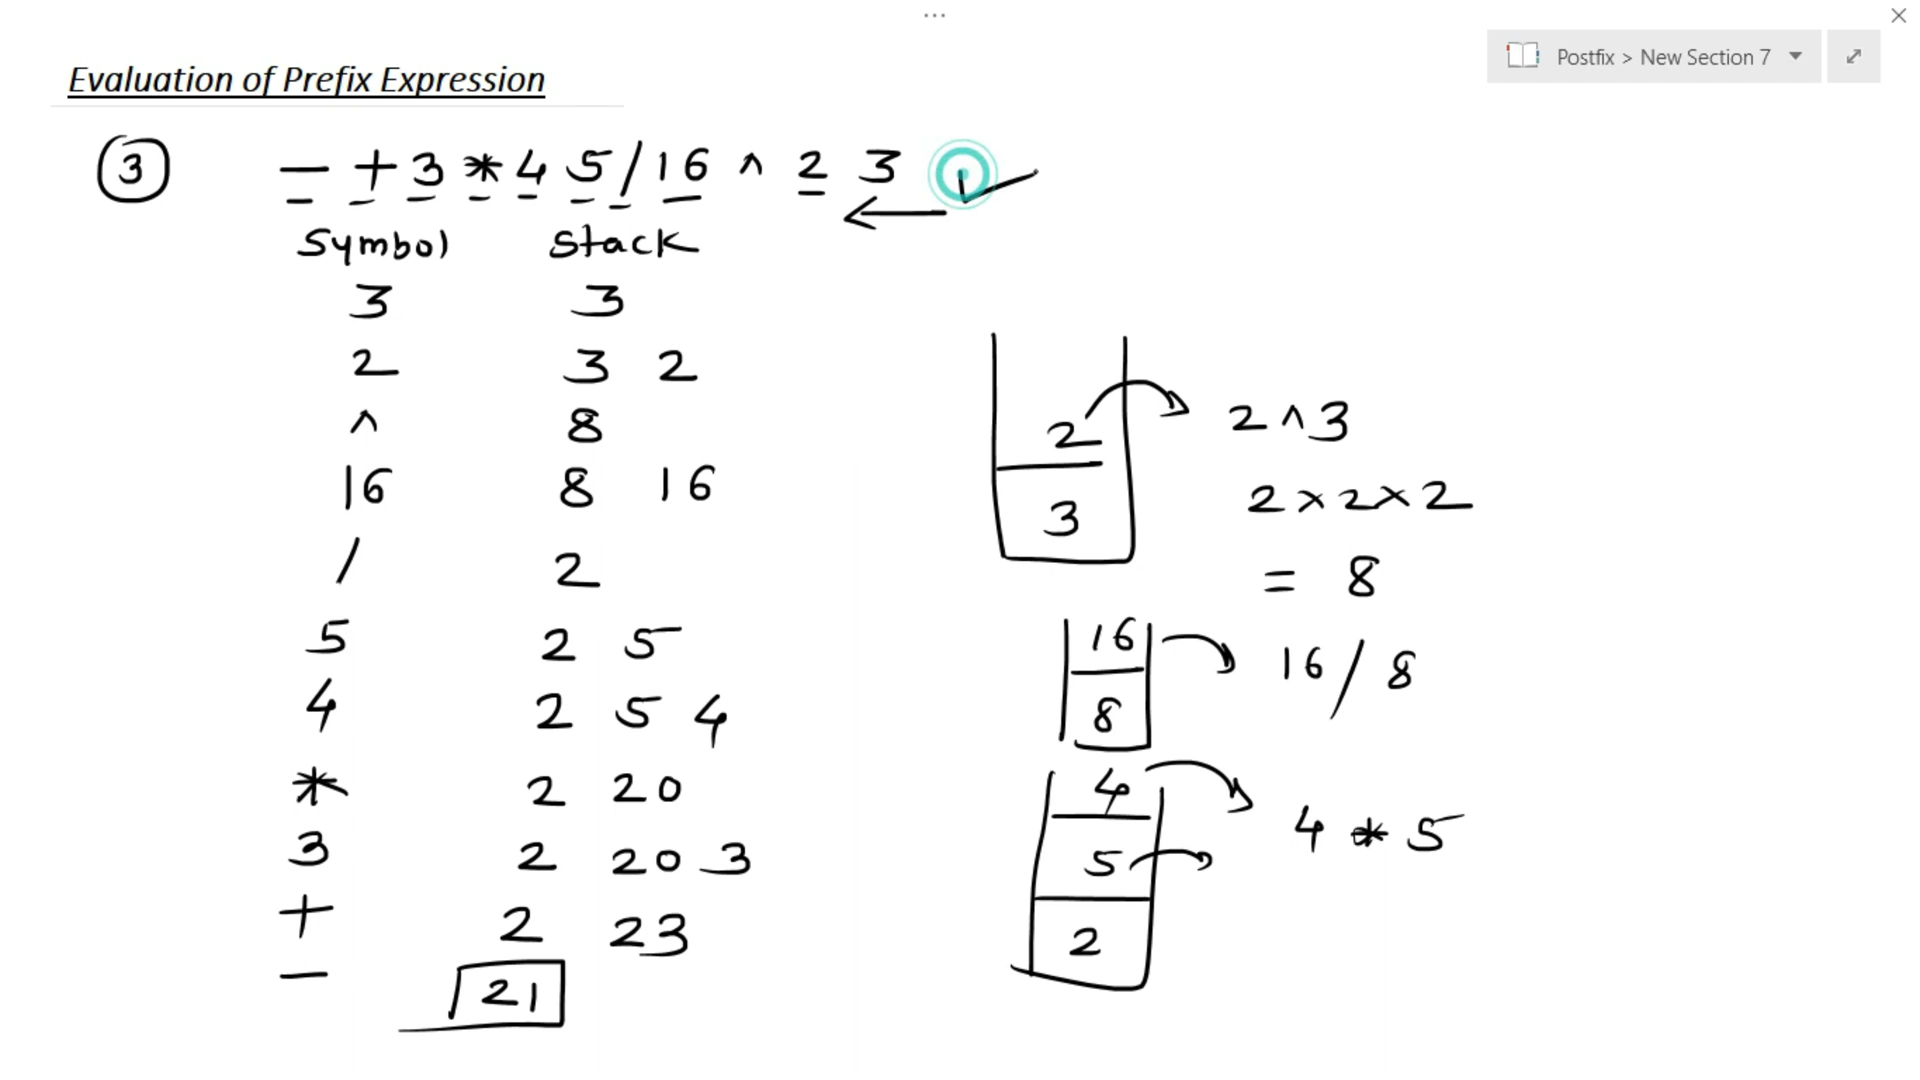 ...
Postfix > New Section 7
Evaluation of Prefix Expression
3 - + 3 * 4 5 / 16 ^ 2 3
Symbol Stack
3 3
2 3 2
^ 8
16 8 16
/ 2
5 2 5
4 2 5 4
* 2 20
3 2 20 3
+ 2 23
- 21
2
3
2 ^ 3
2 × 2 × 2
= 8
16
8
16 / 8
4
5
2
4 * 5